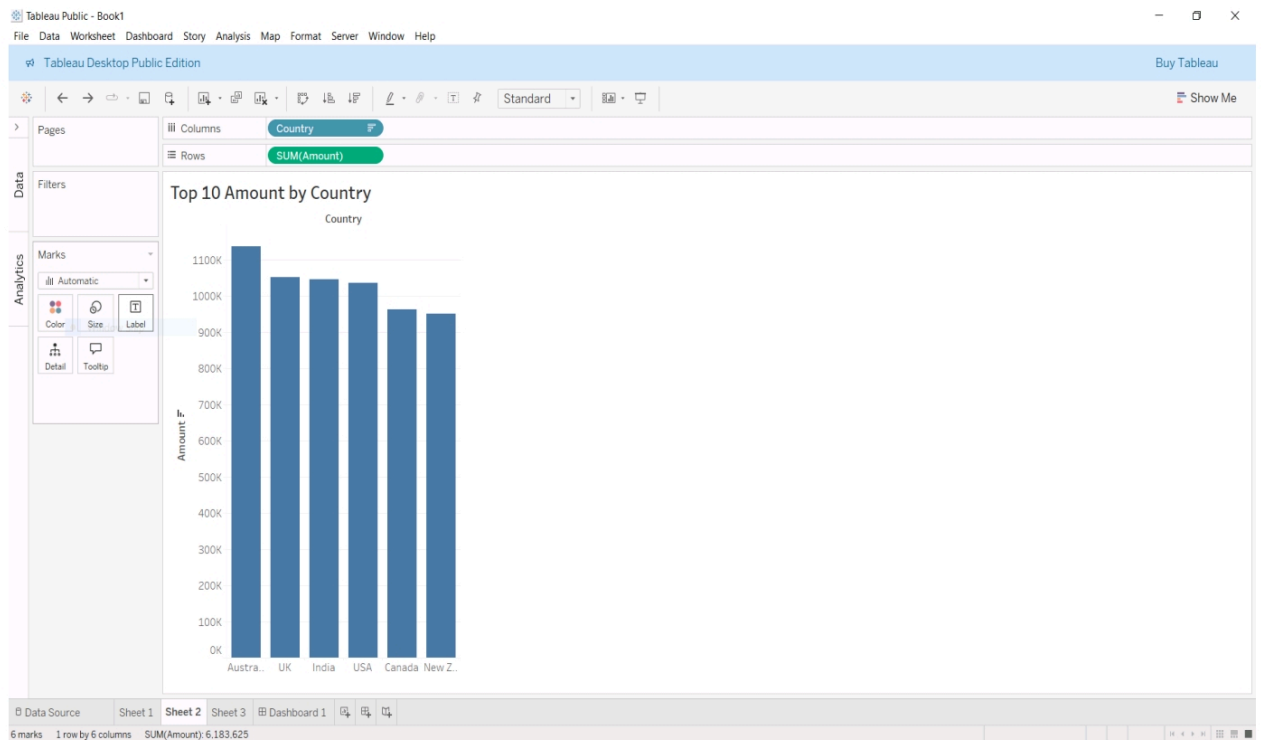 Tableau Public - Book1
File Data Worksheet Dashboard Story Analysis Map Format Server Window Help
Tableau Desktop Public Edition Buy Tableau
Standard Show Me
Pages
Columns Country
Rows SUM(Amount)
Data
Filters
Top 10 Amount by Country
Country
Analytics
Marks
Automatic
Color Size Label
Detail Tooltip
Amount
1100K
1000K
900K
800K
700K
600K
500K
400K
300K
200K
100K
0K
Austra.. UK India USA Canada New Z..
Data Source Sheet 1 Sheet 2 Sheet 3 Dashboard 1
6 marks 1 row by 6 columns SUM(Amount): 6,183,625